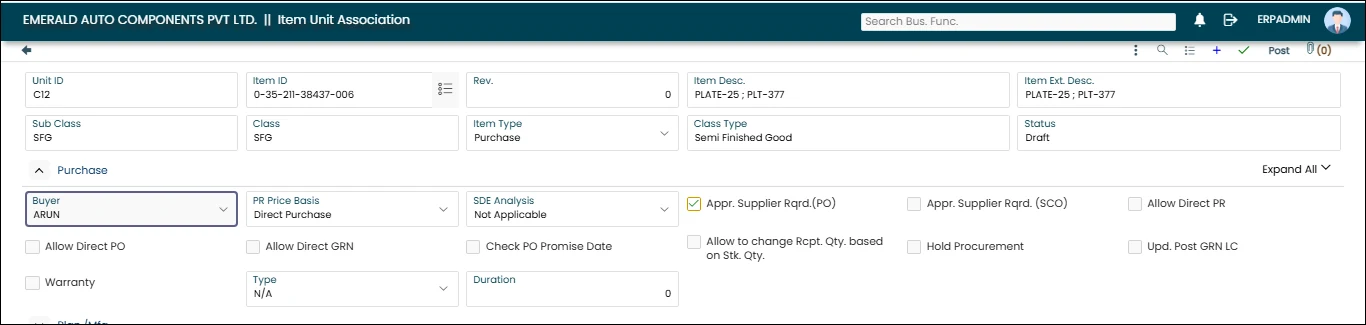 EMERALD AUTO COMPONENTS PVT LTD. || Item Unit Association
Search Bus. Func.
ERPADMIN
Post
(0)
Unit ID
C12
Item ID
0-35-211-38437-006
Rev.
0
Item Desc.
PLATE-25 ; PLT-377
Item Ext. Desc.
PLATE-25 ; PLT-377
Sub Class
SFG
Class
SFG
Item Type
Purchase
Class Type
Semi Finished Good
Status
Draft
Purchase
Expand All
Buyer
ARUN
PR Price Basis
Direct Purchase
SDE Analysis
Not Applicable
Appr. Supplier Rqrd.(PO)
Appr. Supplier Rqrd. (SCO)
Allow Direct PR
Allow Direct PO
Allow Direct GRN
Check PO Promise Date
Allow to change Rcpt. Qty. based
on Stk. Qty.
Hold Procurement
Upd. Post GRN LC
Warranty
Type
N/A
Duration
0